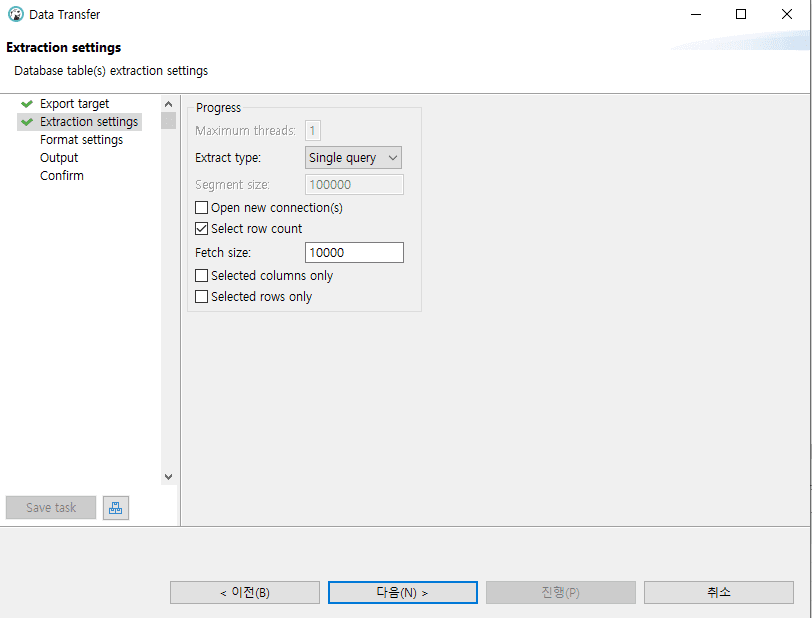 Data Transfer
Extraction settings
Database table(s) extraction settings
Export target
Extraction settings
Format settings
Output
Confirm
Progress
Maximum threads: 1
Extract type: Single query
Segment size: 100000
Open new connection(s)
Select row count
Fetch size: 10000
Selected columns only
Selected rows only
Save task
< 이전(B) 다음(N) > 진행(P) 취소